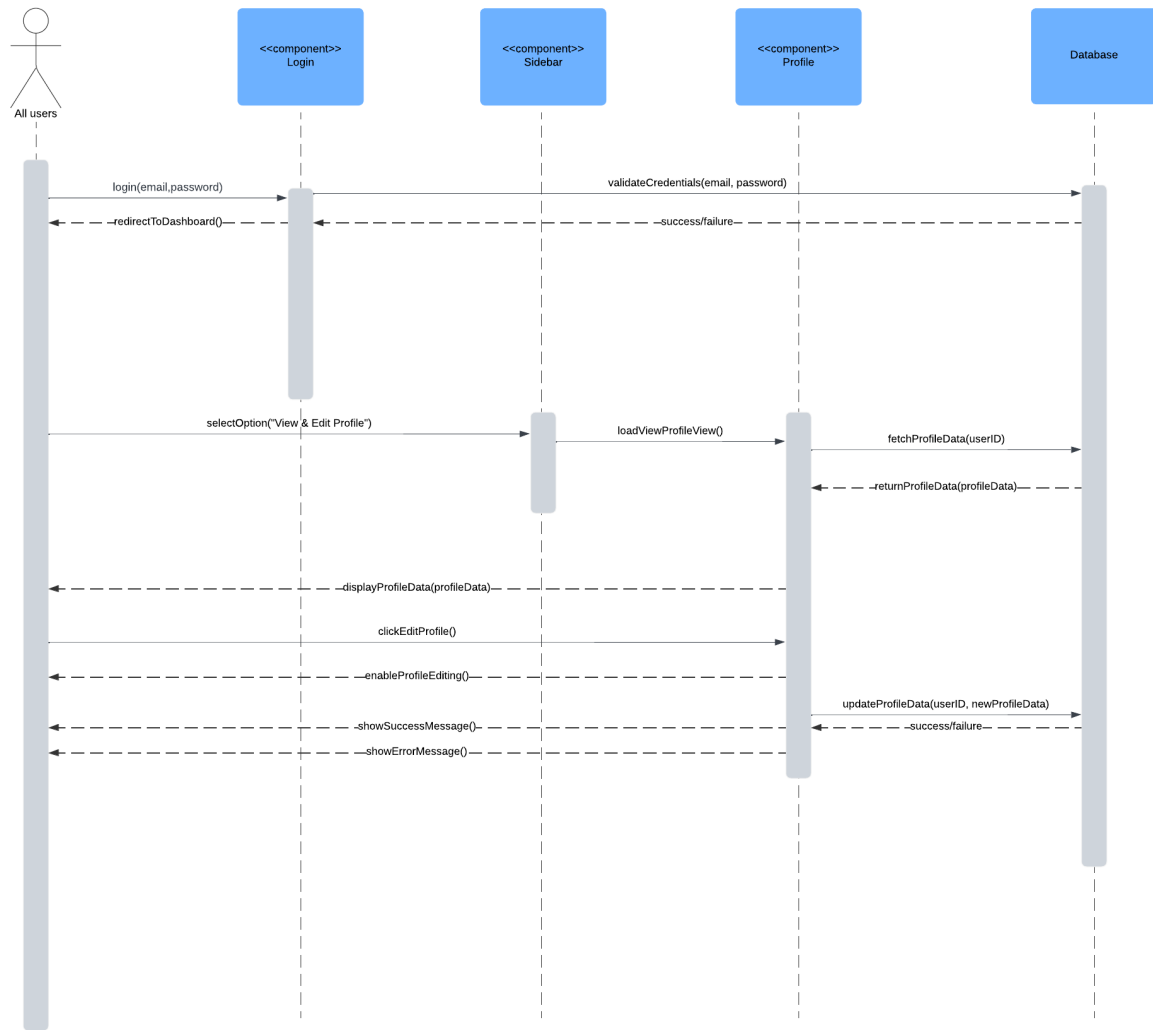 All users
<<component>>
Login
<<component>>
Sidebar
<<component>>
Profile
Database
login(email,password)
validateCredentials(email, password)
redirectToDashboard()
success/failure
selectOption("View & Edit Profile")
loadViewProfileView()
fetchProfileData(userID)
returnProfileData(profileData)
displayProfileData(profileData)
clickEditProfile()
enableProfileEditing()
updateProfileData(userID, newProfileData)
showSuccessMessage()
success/failure
showErrorMessage()